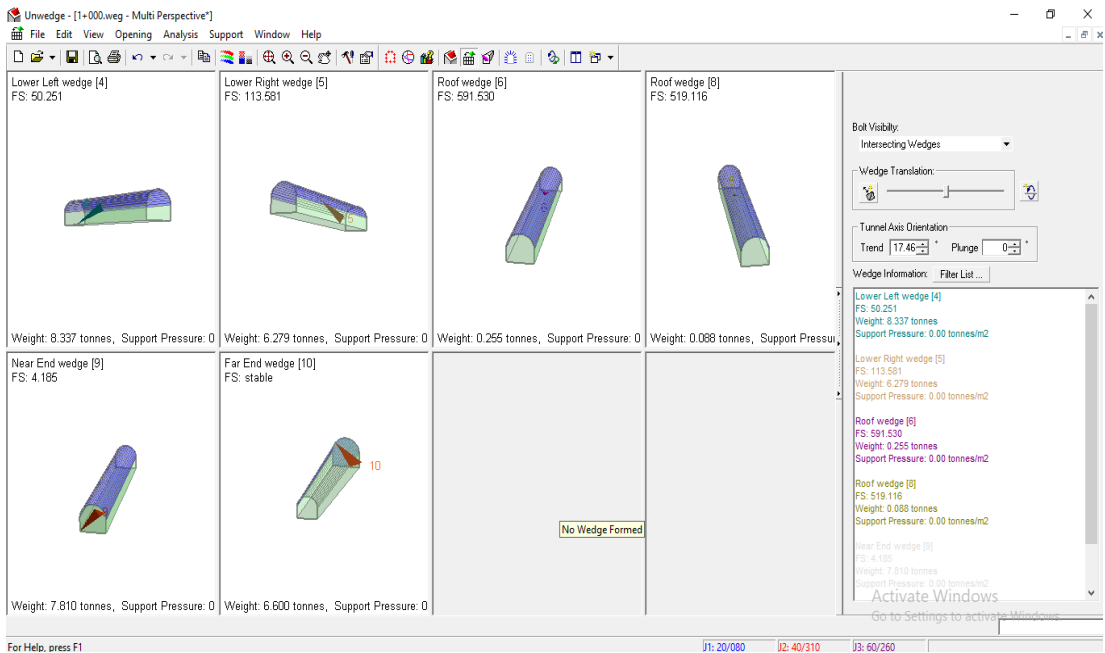 Unwedge - [1+000.weg - Multi Perspective*]
File Edit View Opening Analysis Support Window Help
Lower Left wedge [4]
FS: 50.251
Weight: 8.337 tonnes, Support Pressure: 0
Lower Right wedge [5]
FS: 113.581
5
Weight: 6.279 tonnes, Support Pressure: 0
Roof wedge [6]
FS: 591.530
Weight: 0.255 tonnes, Support Pressure: 0
Roof wedge [8]
FS: 519.116
Weight: 0.088 tonnes, Support Pressu
Near End wedge [9]
FS: 4.185
Weight: 7.810 tonnes, Support Pressure: 0
Far End wedge [10]
FS: stable
10
Weight: 6.600 tonnes, Support Pressure: 0
No Wedge Formed
Bolt Visibilty:
Intersecting Wedges
Wedge Translation:
Tunnel Axis Orientation
Trend 17.46 ° Plunge 0 °
Wedge Information: Filter List ...
Lower Left wedge [4]
FS: 50.251
Weight: 8.337 tonnes
Support Pressure: 0.00 tonnes/m2
Lower Right wedge [5]
FS: 113.581
Weight: 6.279 tonnes
Support Pressure: 0.00 tonnes/m2
Roof wedge [6]
FS: 591.530
Weight: 0.255 tonnes
Support Pressure: 0.00 tonnes/m2
Roof wedge [8]
FS: 519.116
Weight: 0.088 tonnes
Support Pressure: 0.00 tonnes/m2
Near End wedge [9]
FS: 4.185
Weight: 7.810 tonnes
Support Pressure: 0.00 tonnes/m2
Activate Windows
Go to Settings to activate Windows.
For Help, press F1
J1: 20/080 J2: 40/310 J3: 60/260